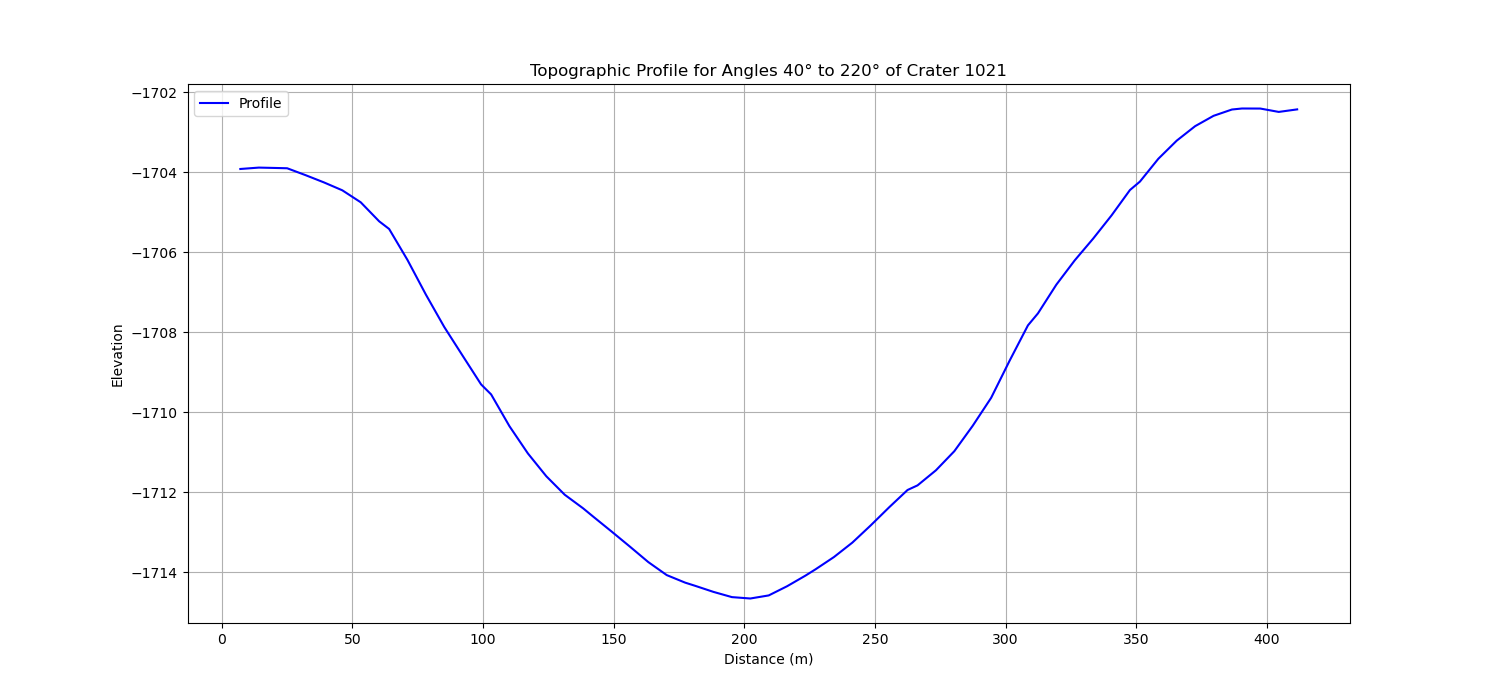 Topographic Profile for Angles 40° to 220° of Crater 1021
Profile
Elevation
−1702
−1704
−1706
−1708
−1710
−1712
−1714
0 50 100 150 200 250 300 350 400
Distance (m)